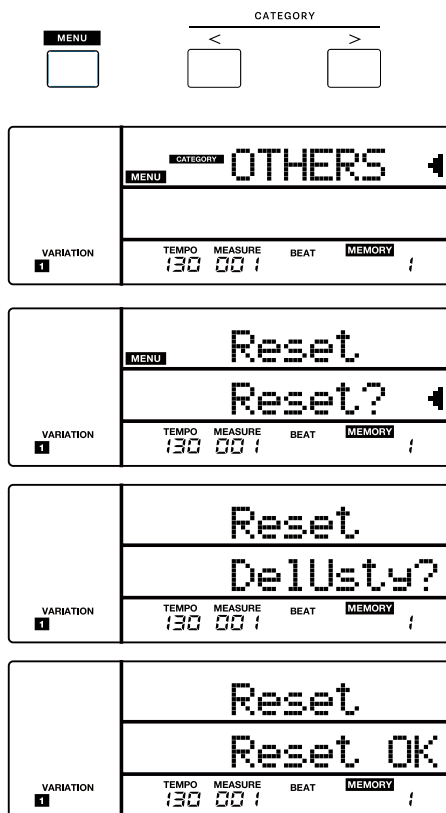 CATEGORY
MENU < >
CATEGORY OTHERS
MENU
VARIATION TEMPO MEASURE BEAT MEMORY
1 130 001 1
Reset
MENU
Reset?
VARIATION TEMPO MEASURE BEAT MEMORY
1 130 001 1
Reset
DelUsty?
VARIATION TEMPO MEASURE BEAT MEMORY
1 130 001 1
Reset
Reset OK
VARIATION TEMPO MEASURE BEAT MEMORY
1 130 001 1